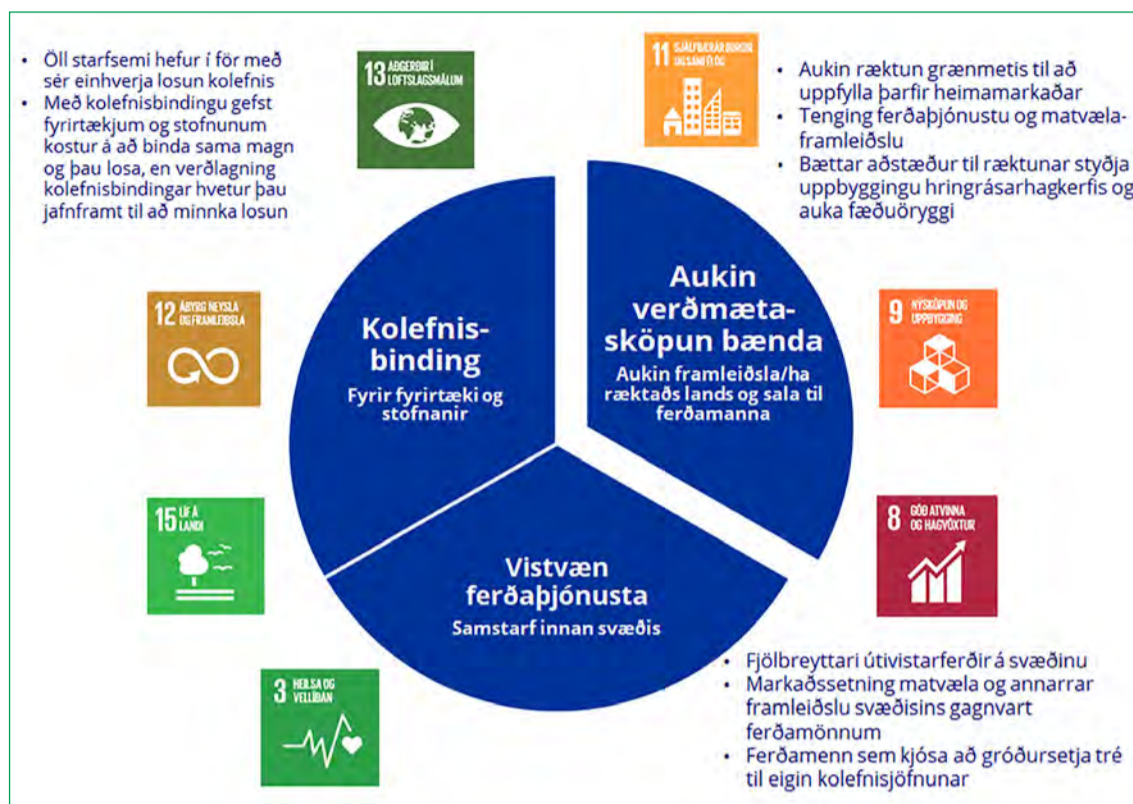 • Öll starfsemi hefur í för með
sér einhverja losun kolefnis
• Með kolefnisbindingu gefst
fyrirtækjum og stofnunum
kostur á að binda sama magn
og þau losa, en verðlagning
kolefnisbindingar hvetur þau
jafnframt til að minnka losun
13 AÐGERÐIR Í
LOFTSLAGSMÁLUM
11 SJÁLFBÆRAR BORGIR
OG SAMFÉLÖG
• Aukin ræktun grænmetis til að
uppfylla þarfir heimamarkaðar
• Tenging ferðaþjónustu og matvæla-
framleiðslu
• Bættar aðstæður til ræktunar styðja
uppbyggingu hringrásarhagkerfis og
auka fæðuöryggi
12 ÁBYRG NEYSLA
OG FRAMLEIÐSLA
Kolefnis-
binding
Fyrir fyrirtæki og
stofnanir
Aukin
verðmæta-
sköpun bænda
Aukin framleiðsla/ha
ræktaðs lands og sala til
ferðamanna
9 NÝSKÖPUN OG
UPPBYGGING
15 LÍF Á
LANDI
8 GÓÐ ATVINNA
OG HAGVÖXTUR
Vistvæn
ferðaþjónusta
Samstarf innan svæðis
3 HEILSA OG
VELLÍÐAN
• Fjölbreyttari útivistarferðir á svæðinu
• Markaðssetning matvæla og annarrar
framleiðslu svæðisins gagnvart
ferðamönnum
• Ferðamenn sem kjósa að gróðursetja tré
til eigin kolefnisjöfnunar